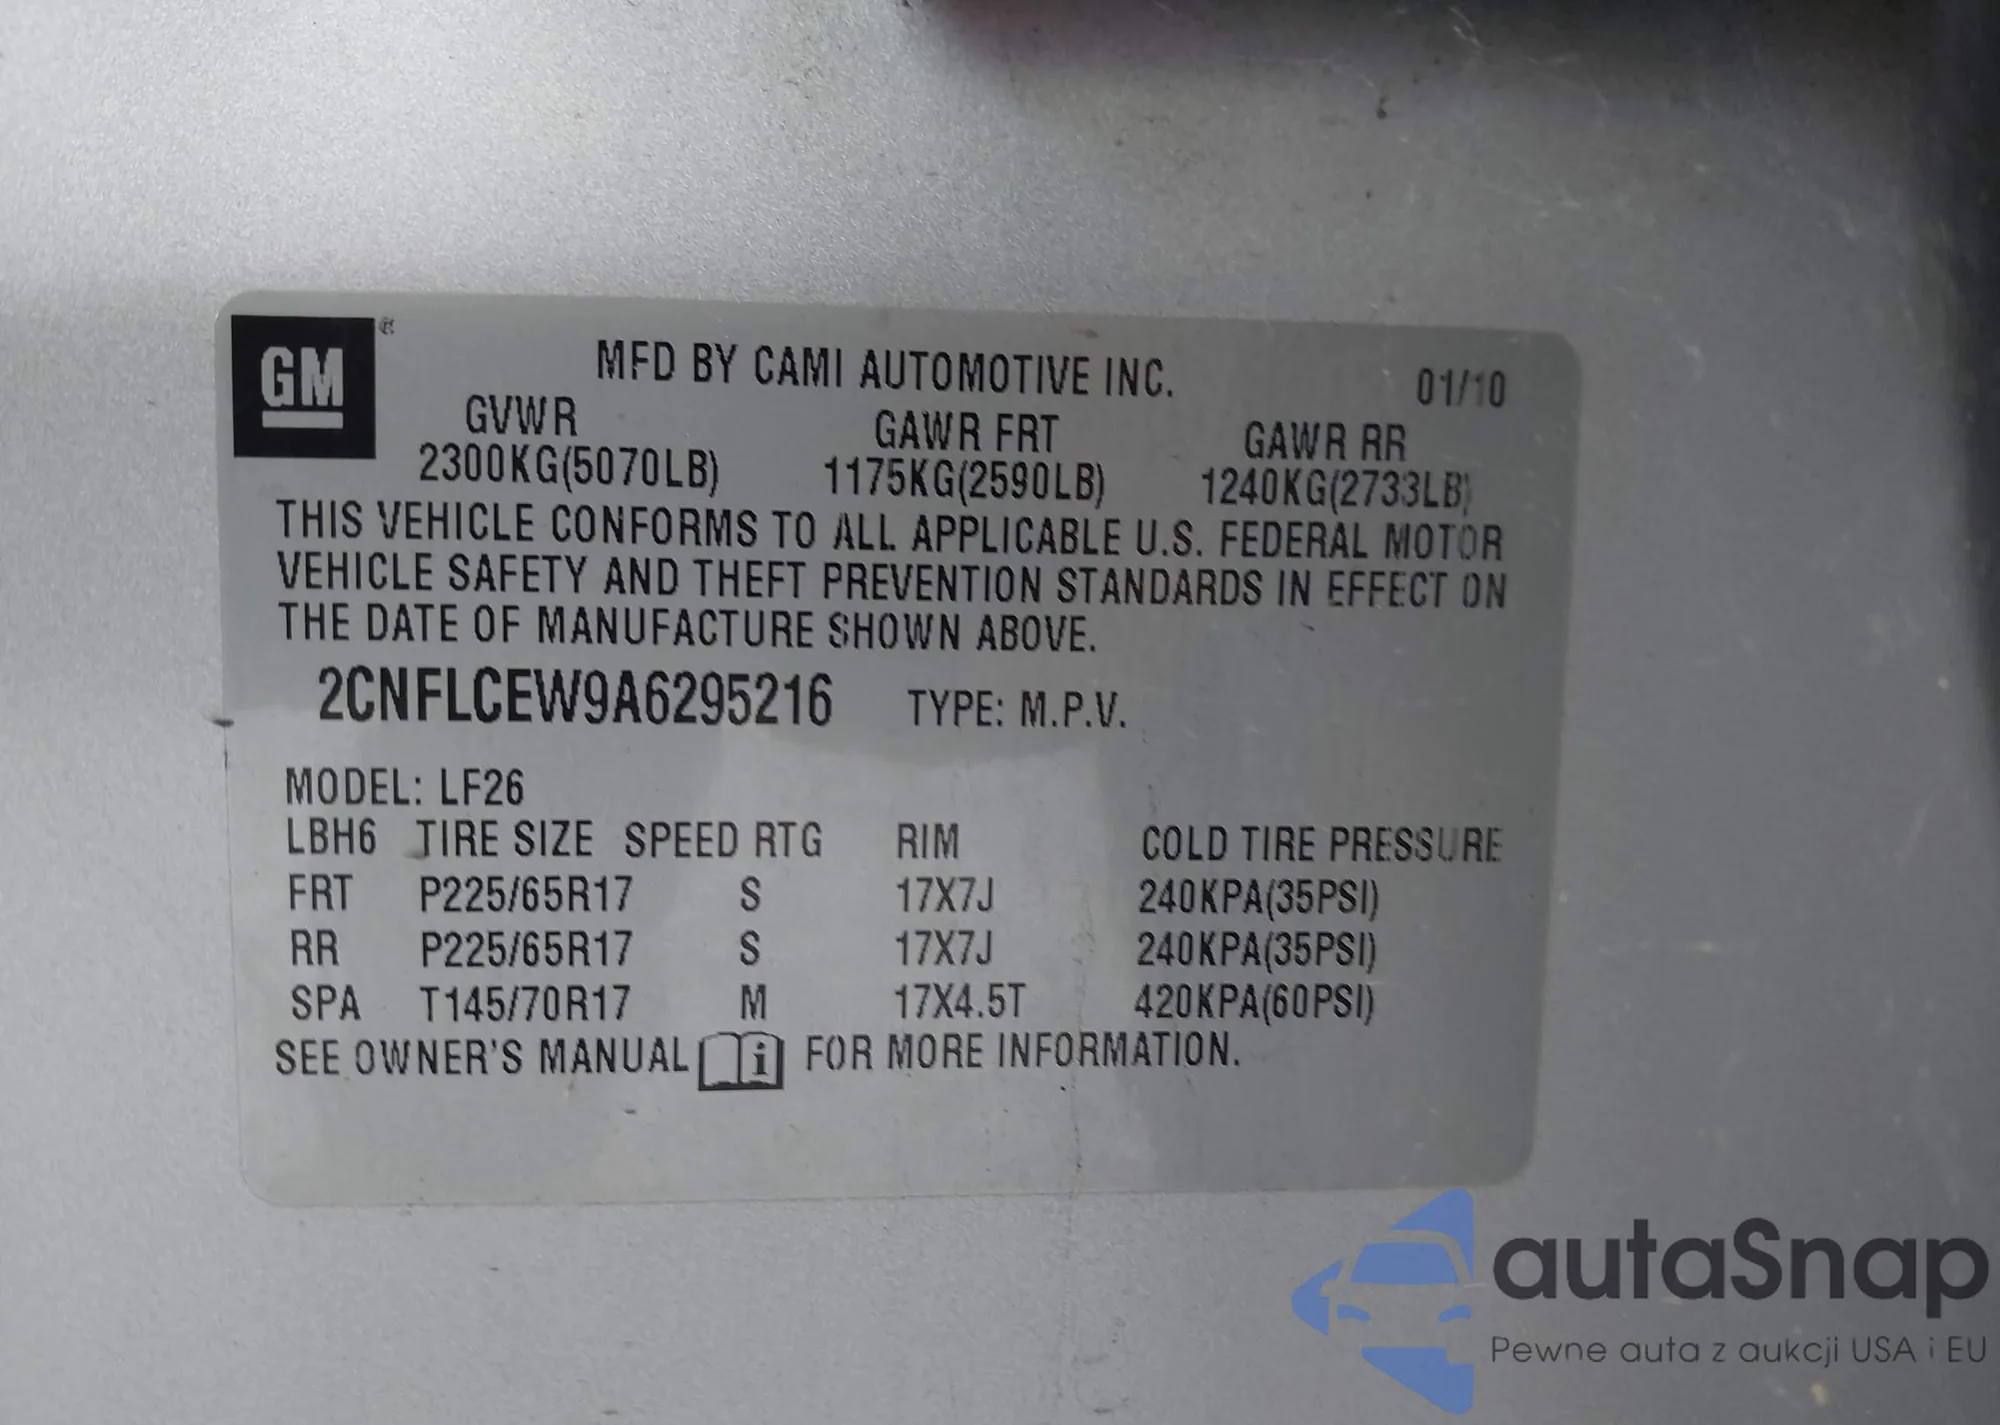 GM ®
MFD BY CAMI AUTOMOTIVE INC. 01/10
GVWR GAWR FRT GAWR RR
2300KG(5070LB) 1175KG(2590LB) 1240KG(2733LB)
THIS VEHICLE CONFORMS TO ALL APPLICABLE U.S. FEDERAL MOTOR
VEHICLE SAFETY AND THEFT PREVENTION STANDARDS IN EFFECT ON
THE DATE OF MANUFACTURE SHOWN ABOVE.
2CNFLCEW9A6295216 TYPE: M.P.V.
MODEL: LF26
LBH6 TIRE SIZE SPEED RTG RIM COLD TIRE PRESSURE
FRT P225/65R17 S 17X7J 240KPA(35PSI)
RR P225/65R17 S 17X7J 240KPA(35PSI)
SPA T145/70R17 M 17X4.5T 420KPA(60PSI)
SEE OWNER'S MANUAL i FOR MORE INFORMATION.
autaSnap
Pewne auta z aukcji USA i EU